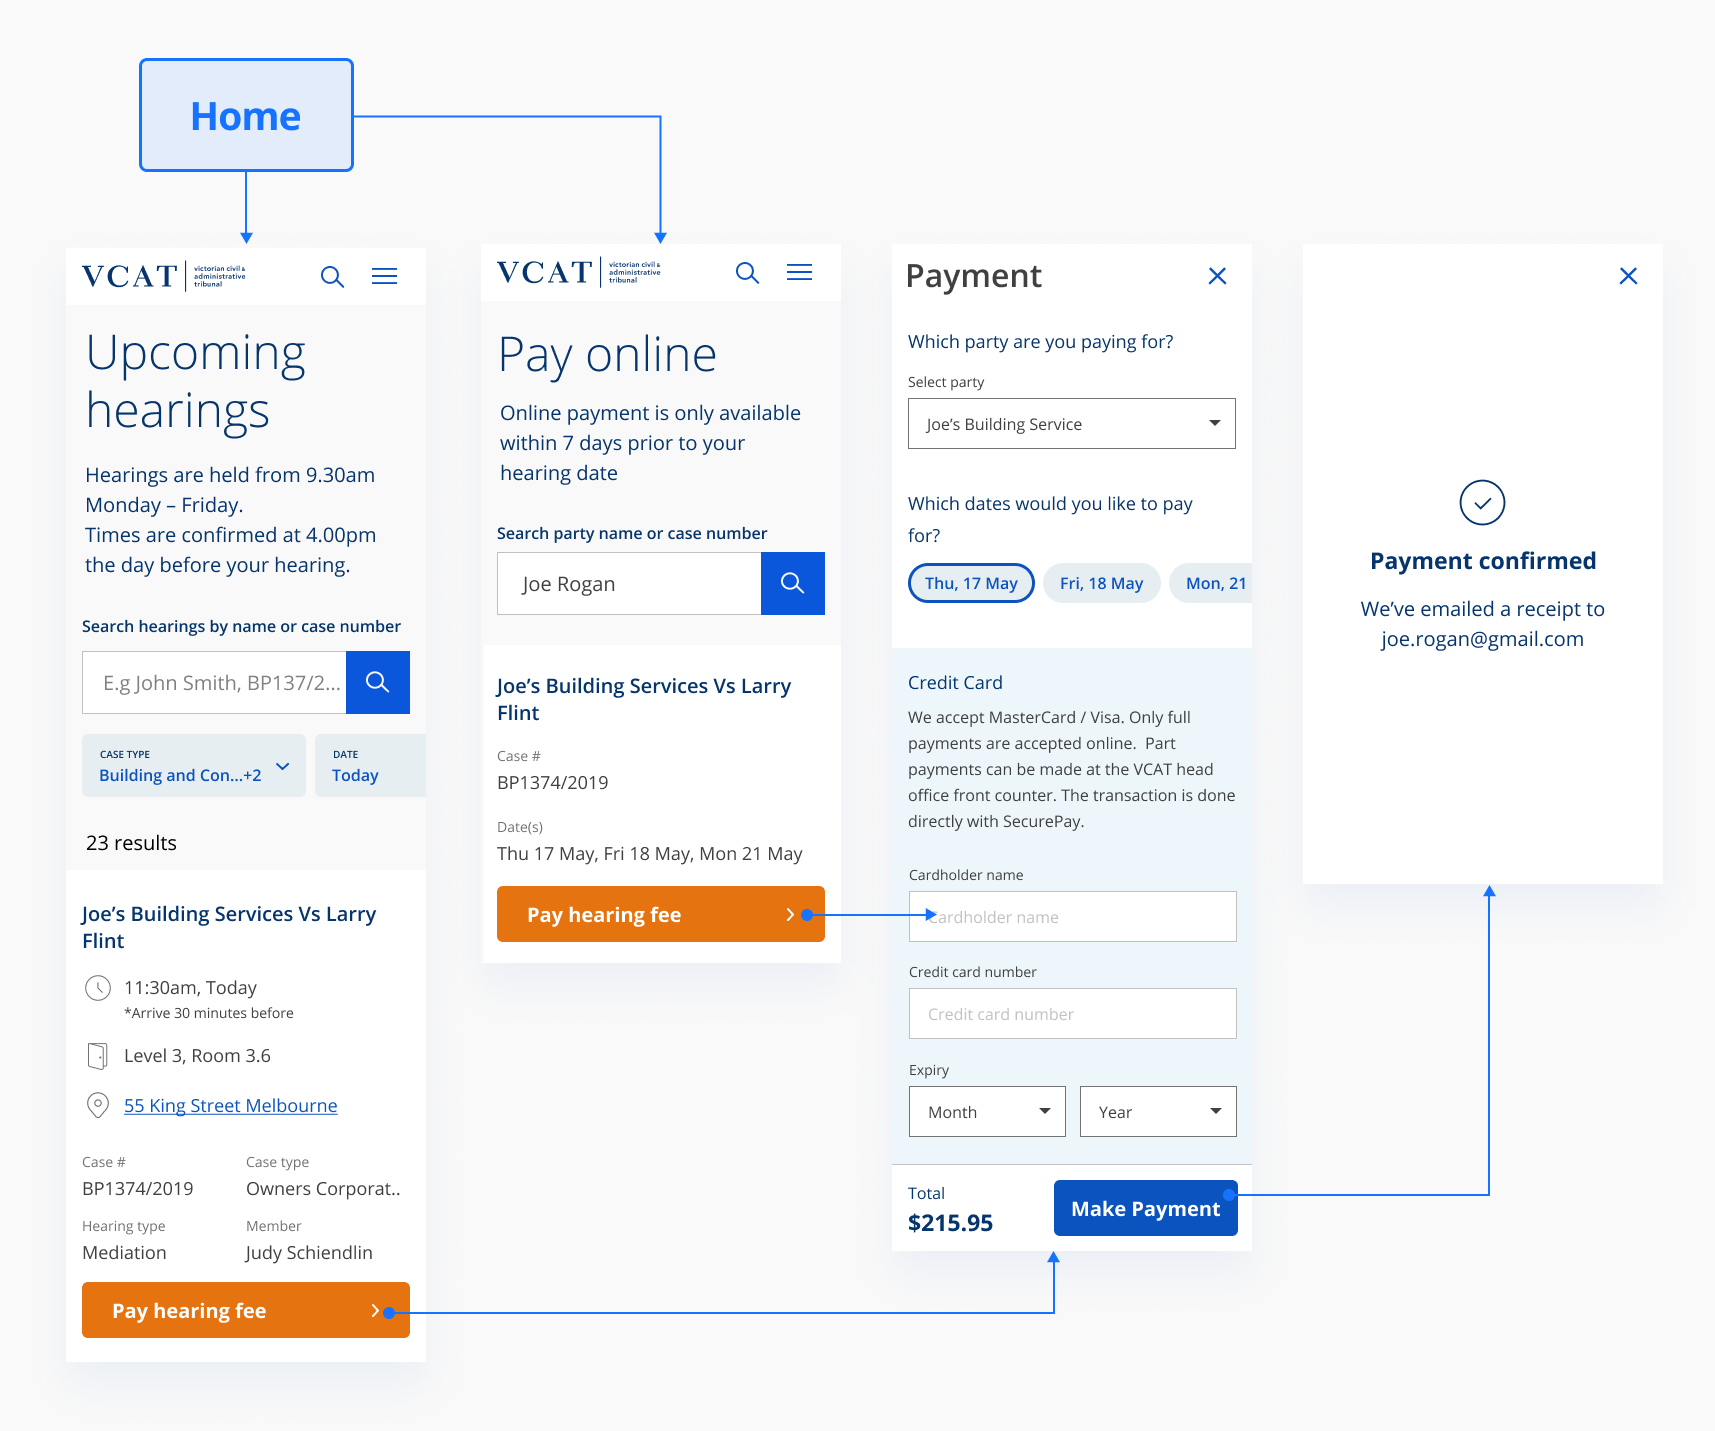 Home
VCAT
victorian civil &
administrative
tribunal
Upcoming
hearings
Hearings are held from 9.30am
Monday – Friday.
Times are confirmed at 4.00pm
the day before your hearing.
Search hearings by name or case number
E.g John Smith, BP137/2...
CASE TYPE
Building and Con...+2
DATE
Today
23 results
Joe’s Building Services Vs Larry
Flint
11:30am, Today
*Arrive 30 minutes before
Level 3, Room 3.6
55 King Street Melbourne
Case #
BP1374/2019
Case type
Owners Corporat..
Hearing type
Mediation
Member
Judy Schiendlin
Pay hearing fee
VCAT
victorian civil &
administrative
tribunal
Pay online
Online payment is only available
within 7 days prior to your
hearing date
Search party name or case number
Joe Rogan
Joe’s Building Services Vs Larry
Flint
Case #
BP1374/2019
Date(s)
Thu 17 May, Fri 18 May, Mon 21 May
Pay hearing fee
Payment
Which party are you paying for?
Select party
Joe’s Building Service
Which dates would you like to pay
for?
Thu, 17 May
Fri, 18 May
Mon, 21
Credit Card
We accept MasterCard / Visa. Only full
payments are accepted online.  Part
payments can be made at the VCAT head
office front counter. The transaction is done
directly with SecurePay.
Cardholder name
Cardholder name
Credit card number
Credit card number
Expiry
Month
Year
Total
$215.95
Make Payment
Payment confirmed
We’ve emailed a receipt to
joe.rogan@gmail.com